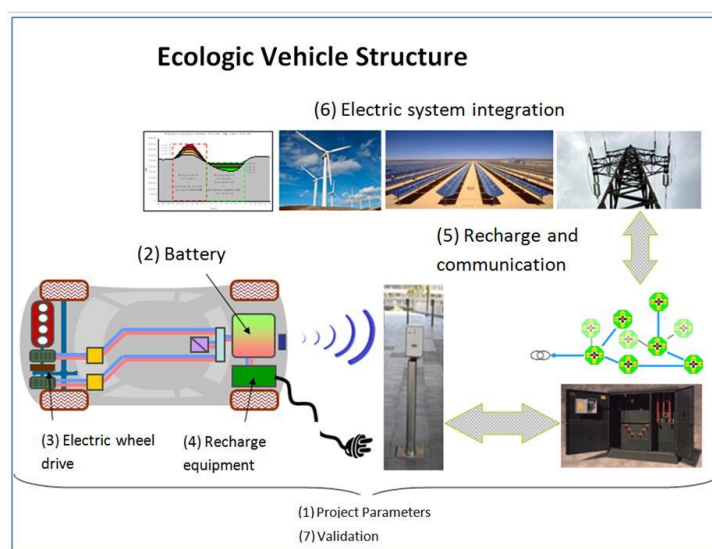 Ecologic Vehicle Structure
(6) Electric system integration
(5) Recharge and
communication
(2) Battery
(3) Electric wheel
drive
(4) Recharge
equipment
(1) Project Parameters
(7) Validation